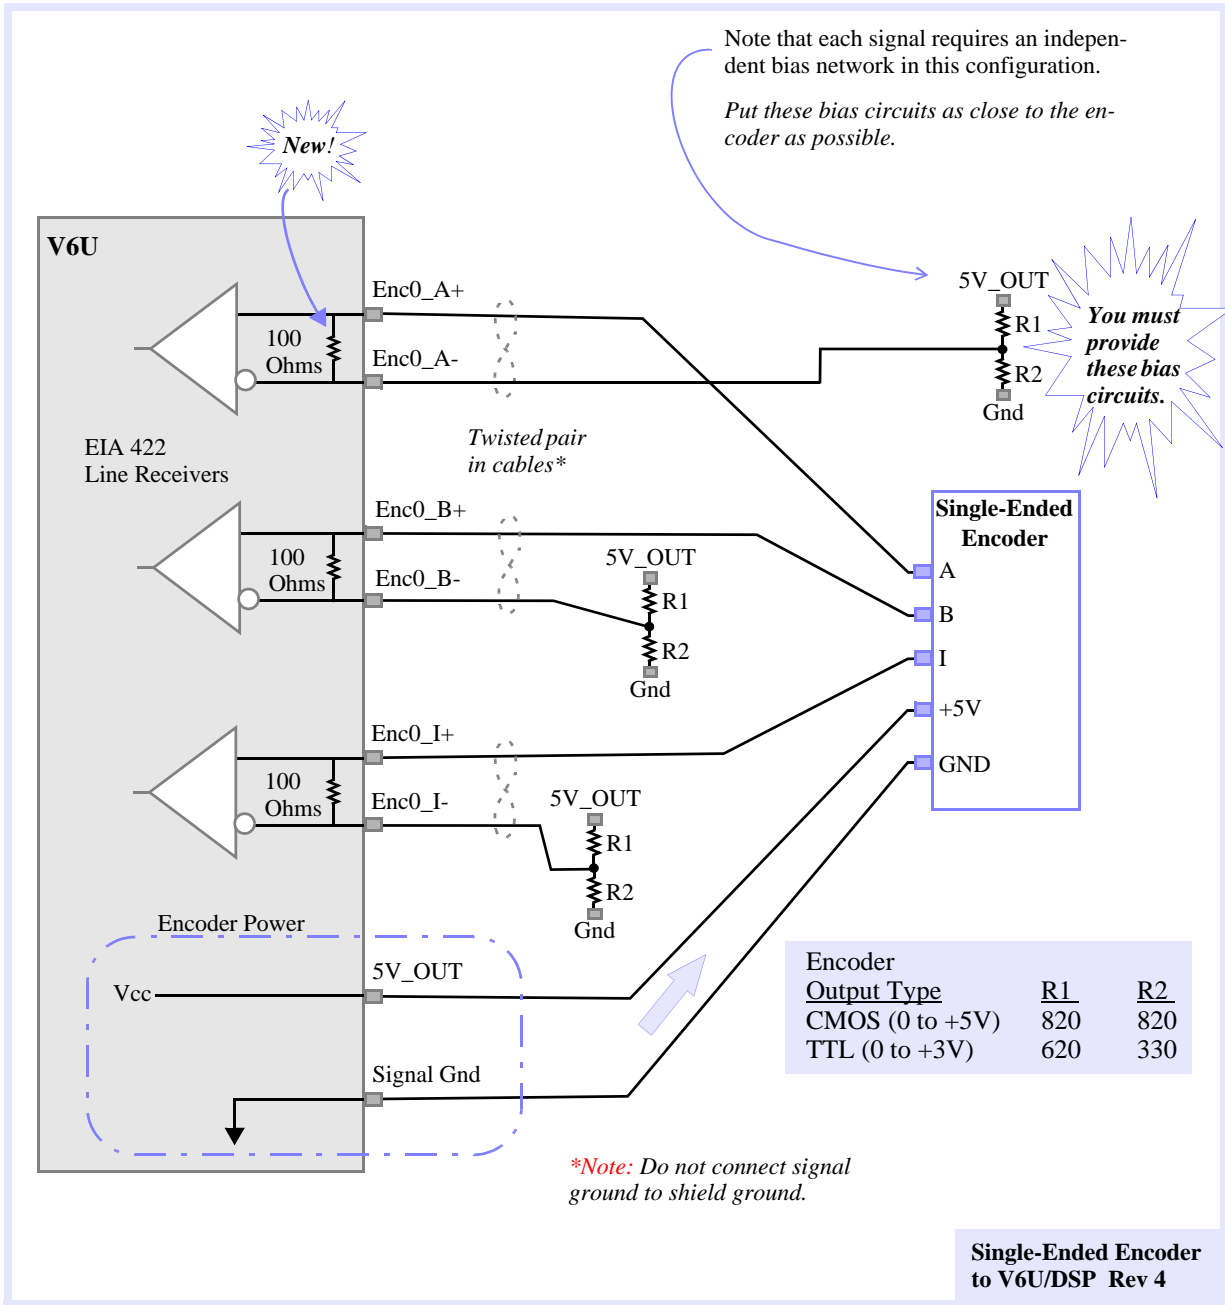 Note that each signal requires an indepen-
dent bias network in this configuration.
Put these bias circuits as close to the en-
coder as possible.
New!
V6U
Enc0_A+
5V_OUT
R1
R2
Gnd
You must
provide
these bias
circuits.
100
Ohms
Enc0_A-
EIA 422
Line Receivers
Twisted pair
in cables*
Enc0_B+
100
Ohms
Enc0_B-
5V_OUT
R1
R2
Gnd
Single-Ended
Encoder
A
B
I
+5V
GND
Enc0_I+
100
Ohms
Enc0_I-
5V_OUT
R1
R2
Gnd
Encoder Power
Vcc
5V_OUT
Signal Gnd
Encoder
Output Type R1 R2
CMOS (0 to +5V) 820 820
TTL (0 to +3V) 620 330
*Note: Do not connect signal
ground to shield ground.
Single-Ended Encoder
to V6U/DSP Rev 4